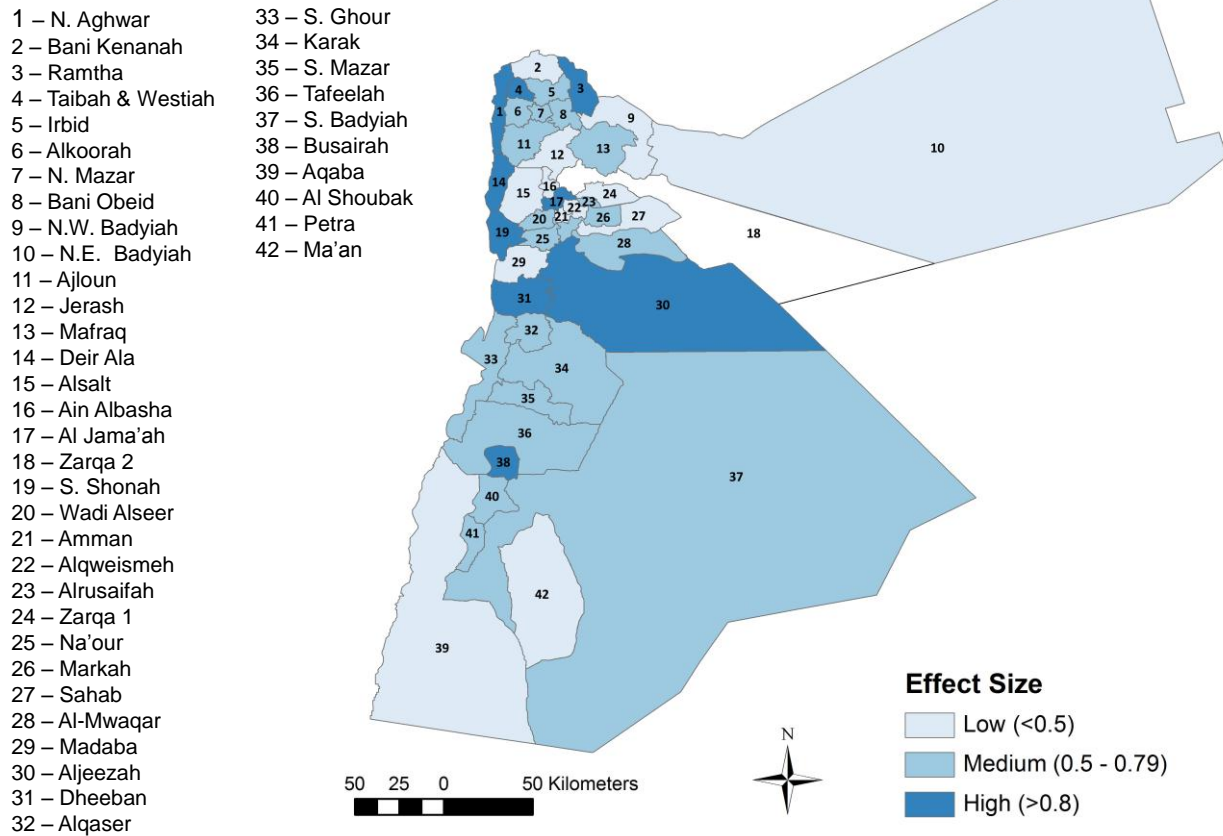 1 – N. Aghwar
2 – Bani Kenanah
3 – Ramtha
4 – Taibah & Westiah
5 – Irbid
6 – Alkoorah
7 – N. Mazar
8 – Bani Obeid
9 – N.W. Badyiah
10 – N.E.  Badyiah
11 – Ajloun
12 – Jerash
13 – Mafraq
14 – Deir Ala
15 – Alsalt
16 – Ain Albasha
17 – Al Jama’ah
18 – Zarqa 2
19 – S. Shonah
20 – Wadi Alseer
21 – Amman
22 – Alqweismeh
23 – Alrusaifah
24 – Zarqa 1
25 – Na’our
26 – Markah
27 – Sahab
28 – Al-Mwaqar
29 – Madaba
30 – Aljeezah
31 – Dheeban
32 – Alqaser
33 – S. Ghour
34 – Karak
35 – S. Mazar
36 – Tafeelah
37 – S. Badyiah
38 – Busairah
39 – Aqaba
40 – Al Shoubak
41 – Petra
42 – Ma’an
2
4
5
3
1
6
7
8
9
11
12
13
10
14
15
16
17
22
23
24
20
21
26
27
19
25
28
18
29
31
30
32
33
34
35
36
38
37
40
41
42
39
Effect Size
Low (<0.5)
Medium (0.5 - 0.79)
High (>0.8)
N
50 25 0 50 Kilometers